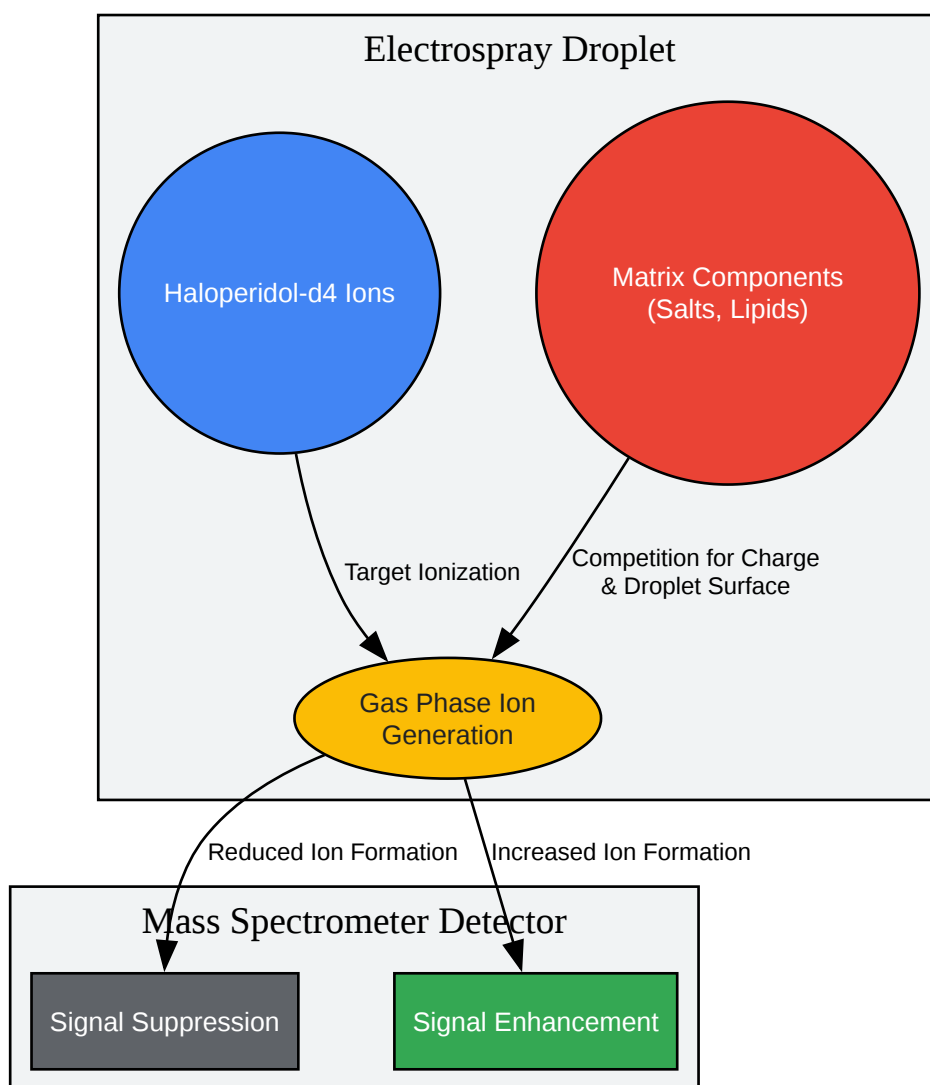 Electrospray Droplet
Haloperidol-d4 Ions
Matrix Components
(Salts, Lipids)
Target Ionization
Competition for Charge
& Droplet Surface
Gas Phase Ion
Generation
Reduced Ion Formation
Increased Ion Formation
Mass Spectrometer Detector
Signal Suppression
Signal Enhancement